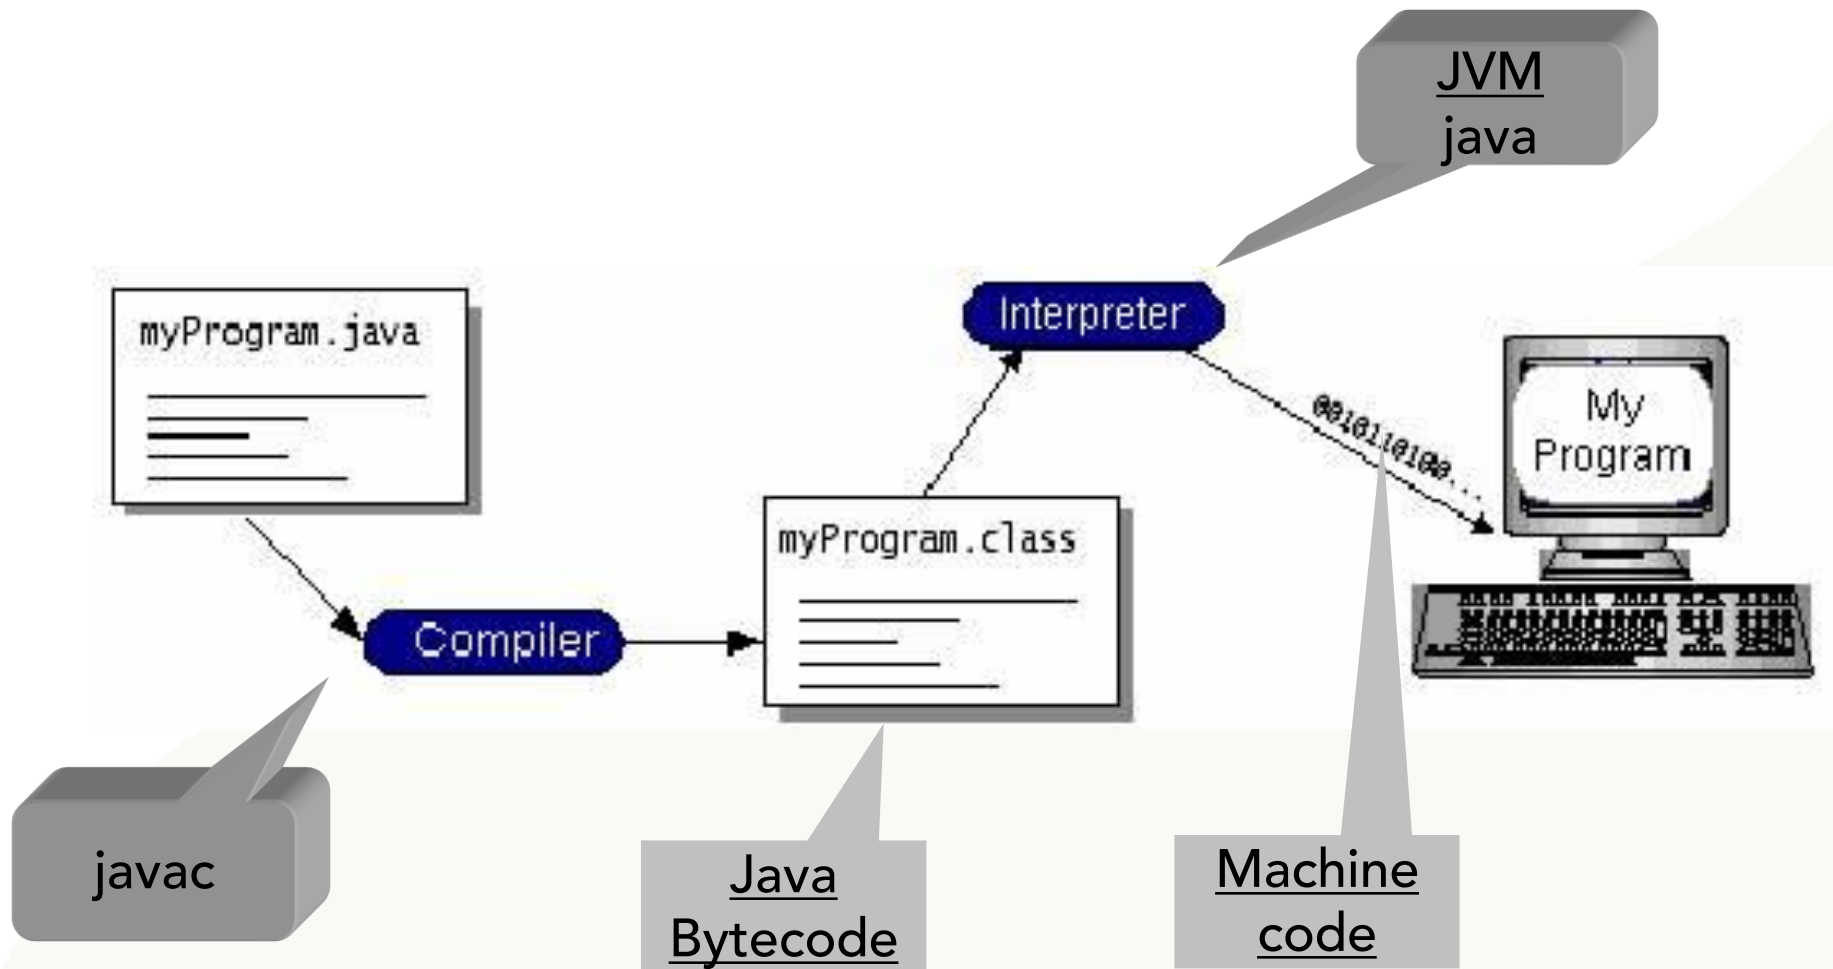 JVM
java
myProgram.java
Interpreter
0010110100...
My
Program
myProgram.class
Compiler
javac
Java
Bytecode
Machine
code